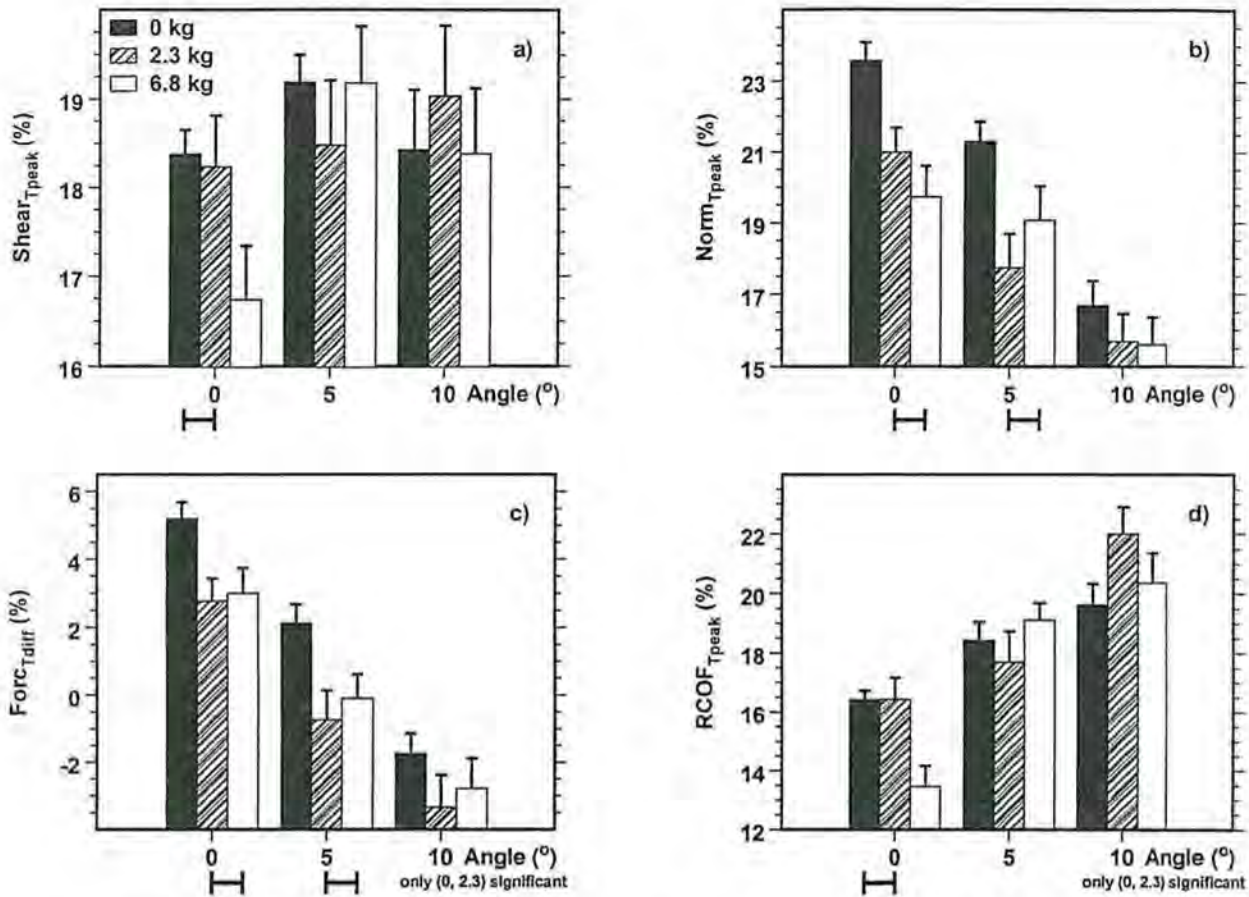 0 kg
2.3 kg
6.8 kg
a)
19
18
17
16
Shear_Tpeak (%)
0 5 10 Angle (°)
b)
23
21
19
17
15
Norm_Tpeak (%)
0 5 10 Angle (°)
c)
6
4
2
0
-2
Forc_Tdiff (%)
0 5 10 Angle (°)
only (0, 2.3) significant
d)
22
20
18
16
14
12
RCOF_Tpeak (%)
0 5 10 Angle (°)
only (0, 2.3) significant